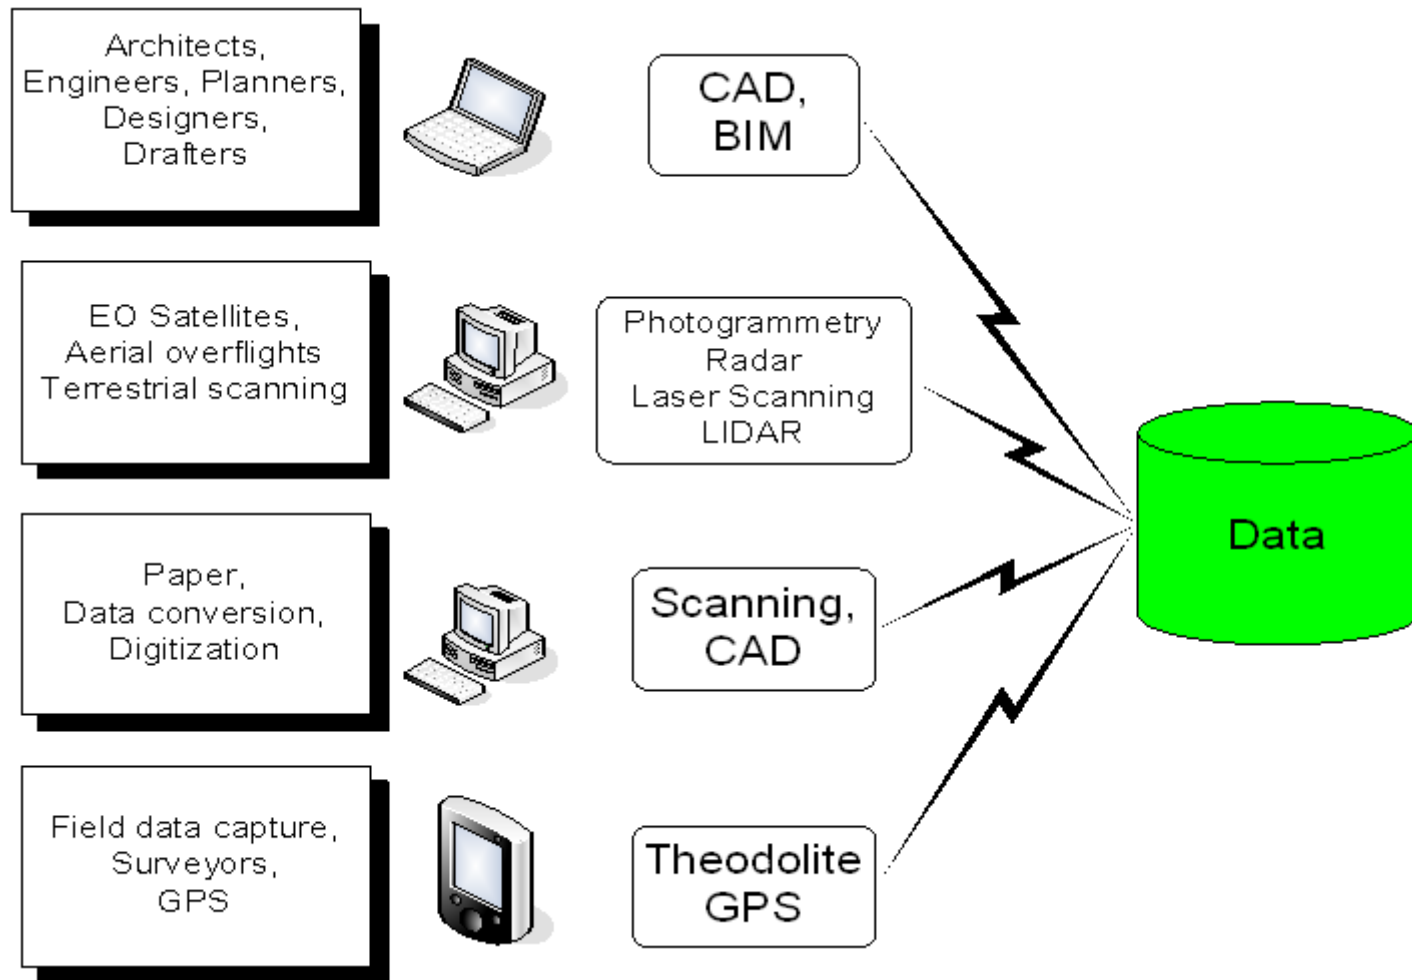 Architects,
Engineers, Planners,
Designers,
Drafters
CAD,
BIM
EO Satellites,
Aerial overflights
Terrestrial scanning
Photogrammetry
Radar
Laser Scanning
LIDAR
Data
Paper,
Data conversion,
Digitization
Scanning,
CAD
Field data capture,
Surveyors,
GPS
Theodolite
GPS